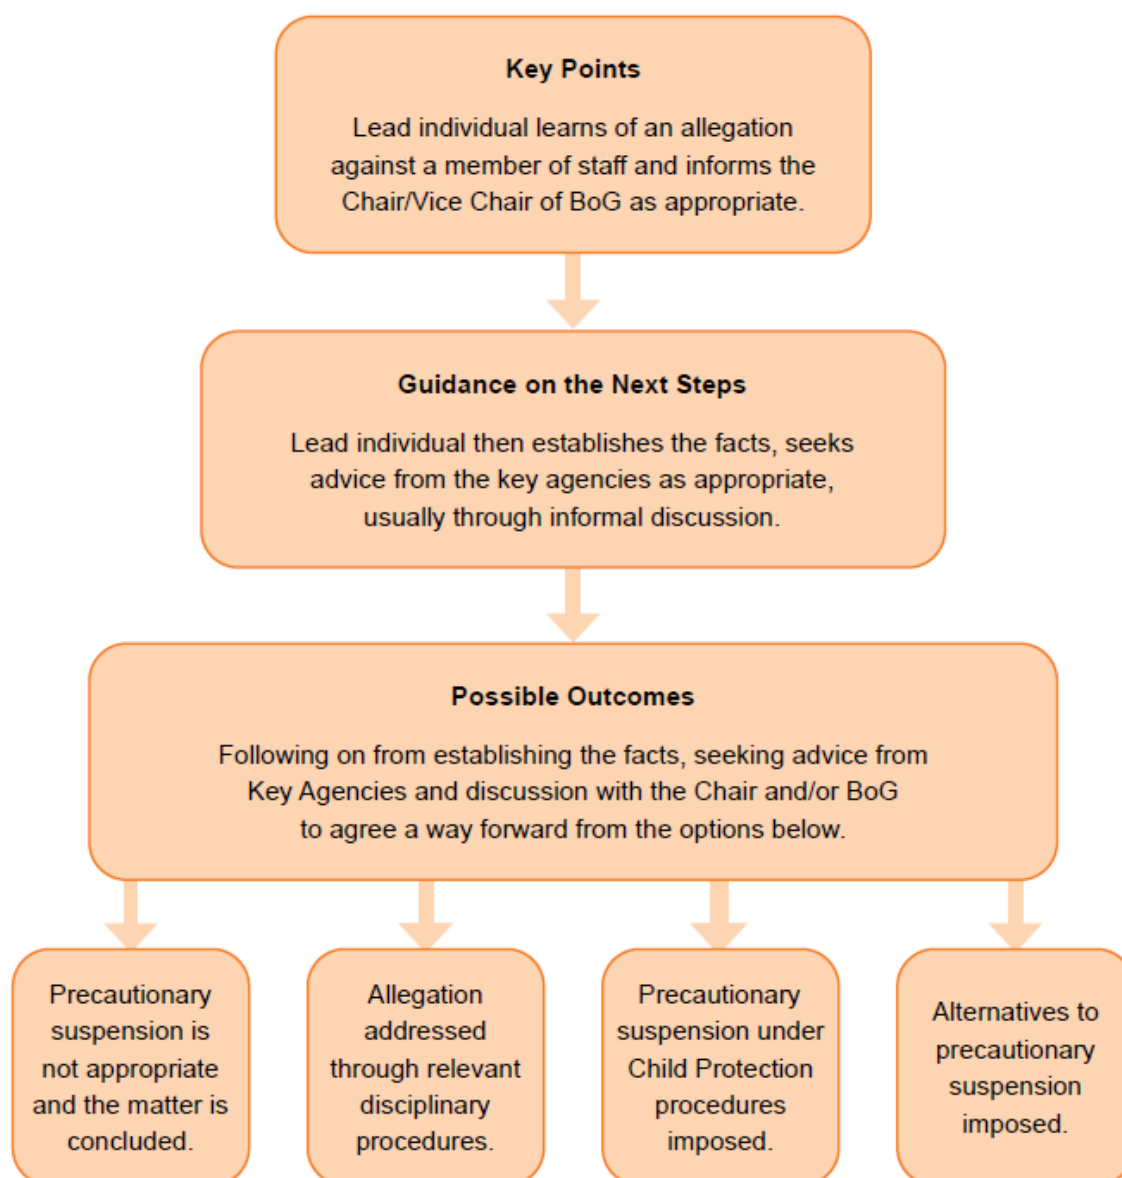 Key Points
Lead individual learns of an allegation
against a member of staff and informs the
Chair/Vice Chair of BoG as appropriate.
Guidance on the Next Steps
Lead individual then establishes the facts, seeks
advice from the key agencies as appropriate,
usually through informal discussion.
Possible Outcomes
Following on from establishing the facts, seeking advice from
Key Agencies and discussion with the Chair and/or BoG
to agree a way forward from the options below.
Precautionary
suspension is
not appropriate
and the matter is
concluded.
Allegation
addressed
through relevant
disciplinary
procedures.
Precautionary
suspension under
Child Protection
procedures
imposed.
Alternatives to
precautionary
suspension
imposed.